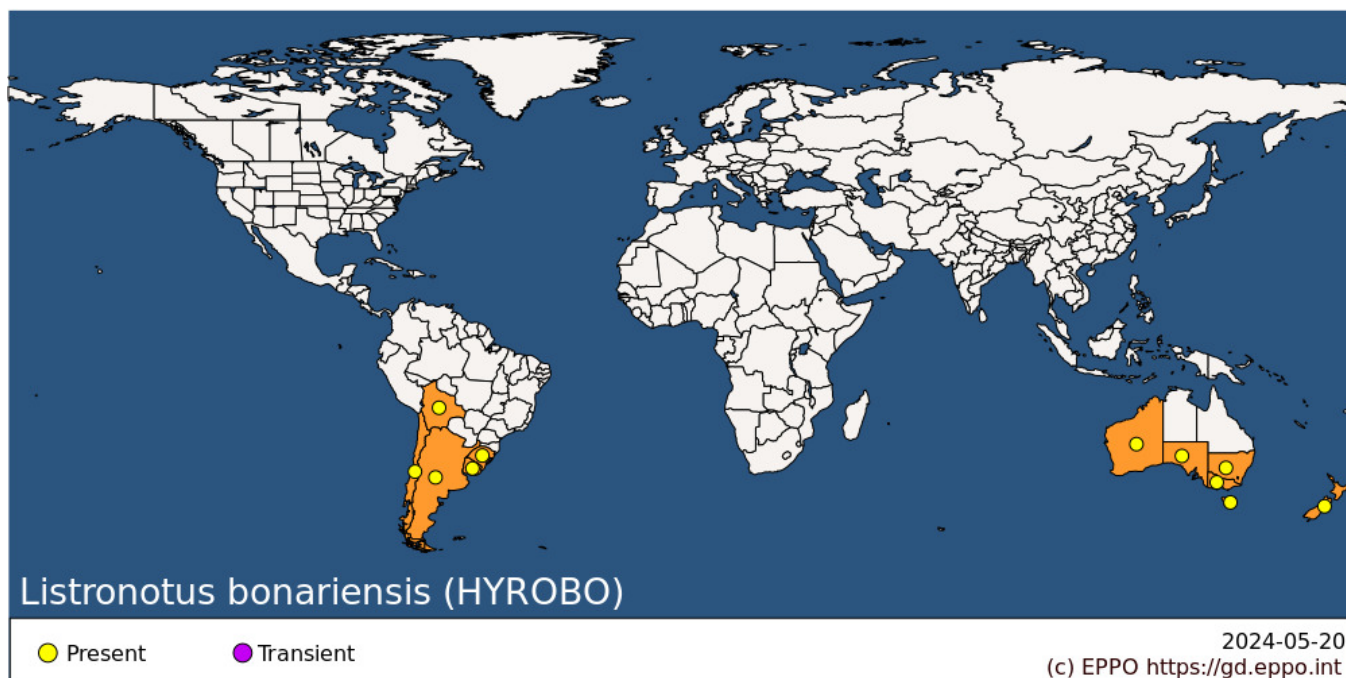 Listronotus bonariensis (HYROBO)
Present
Transient
2024-05-20
(c) EPPO https://gd.eppo.int